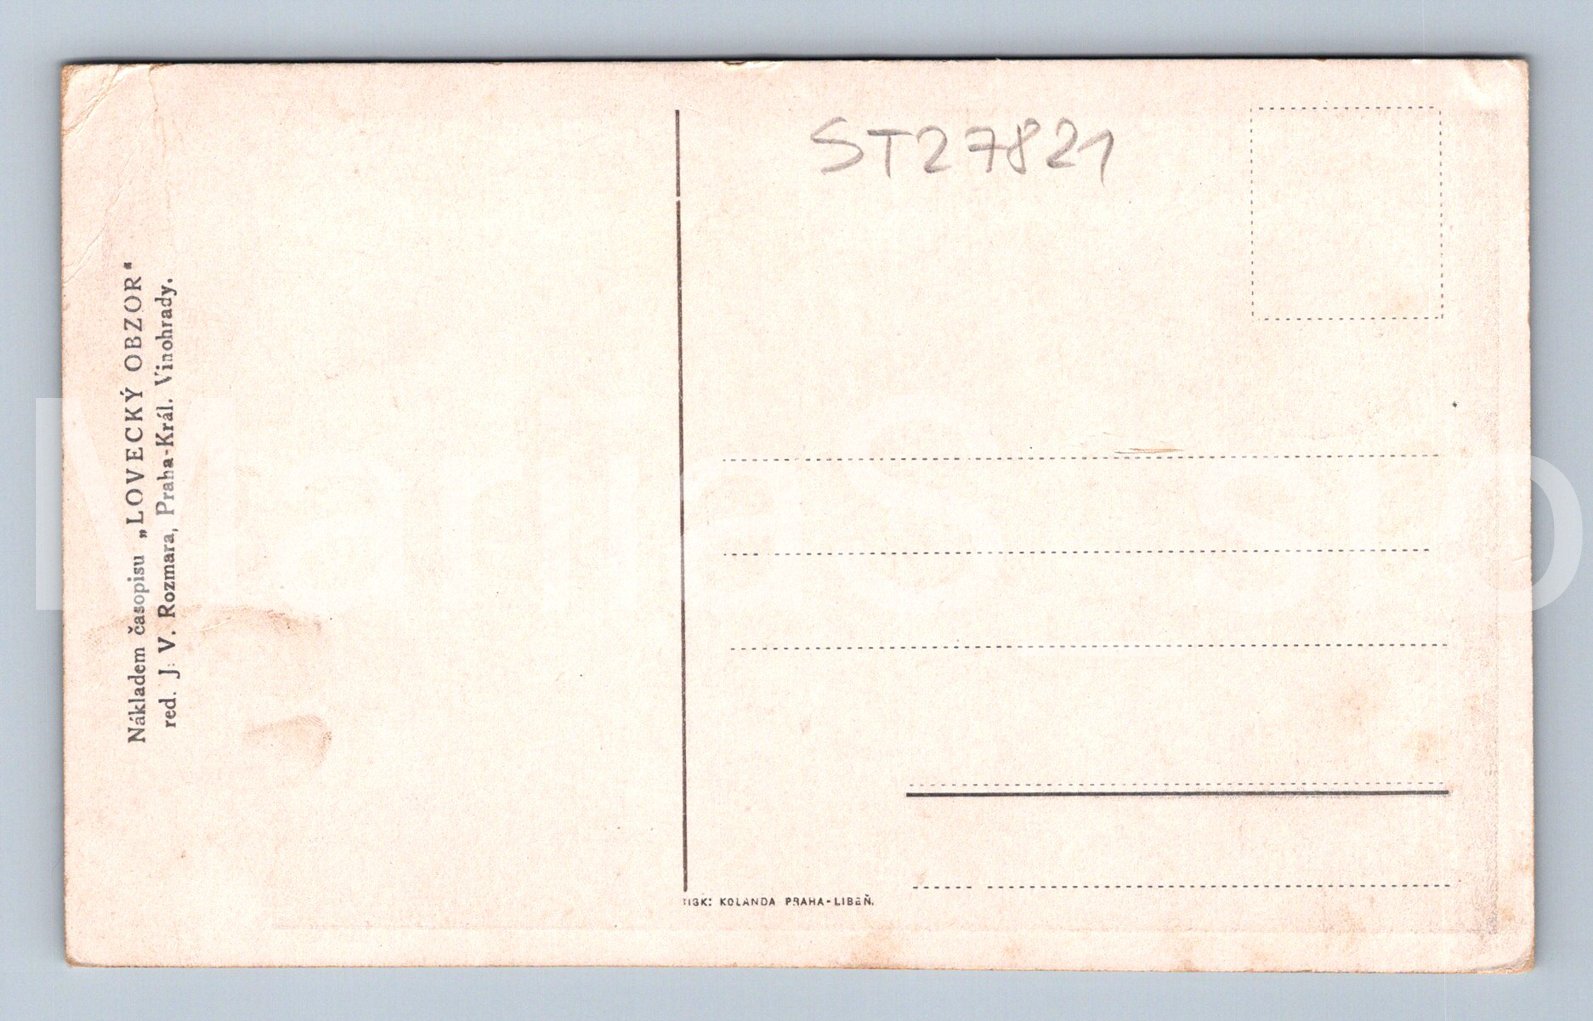 Nákladem časopisu „LOVECKÝ OBZOR"
red. J. V. Rozmara, Praha-Král. Vinohrady.
ST27821
TISK: KOLANDA PRAHA-LIBEŇ.